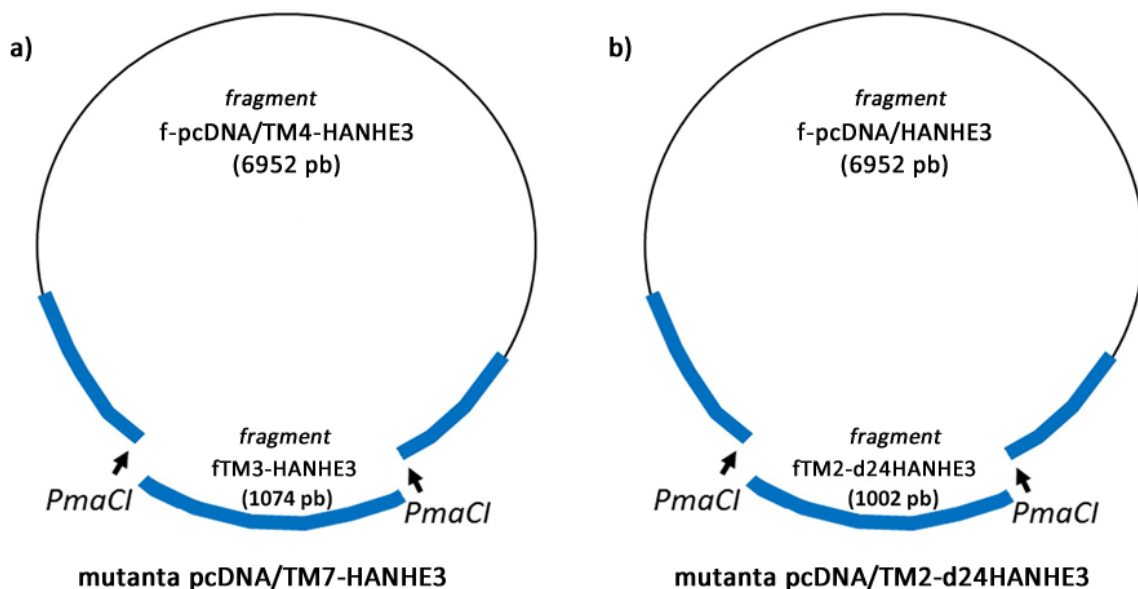 a)
fragment
f-pcDNA/TM4-HANHE3
(6952 pb)
fragment
fTM3-HANHE3
(1074 pb)
PmaCI
PmaCI
mutanta pcDNA/TM7-HANHE3
b)
fragment
f-pcDNA/HANHE3
(6952 pb)
fragment
fTM2-d24HANHE3
(1002 pb)
PmaCI
PmaCI
mutanta pcDNA/TM2-d24HANHE3